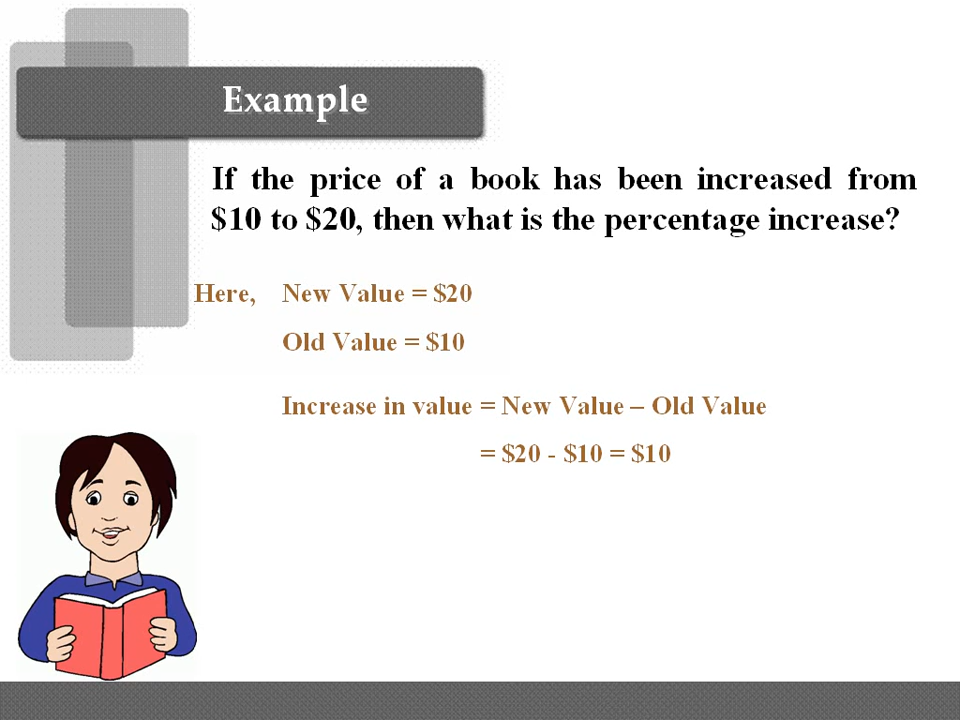 Example
If the price of a book has been increased from
$10 to $20, then what is the percentage increase?
Here, New Value = $20
Old Value = $10
Increase in value = New Value – Old Value
= $20 - $10 = $10